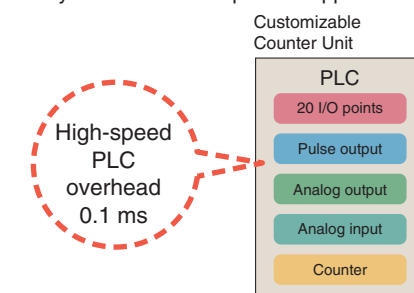 Customizable
Counter Unit
PLC
20 I/O points
High-speed
PLC
overhead
0.1 ms
Pulse output
Analog output
Analog input
Counter